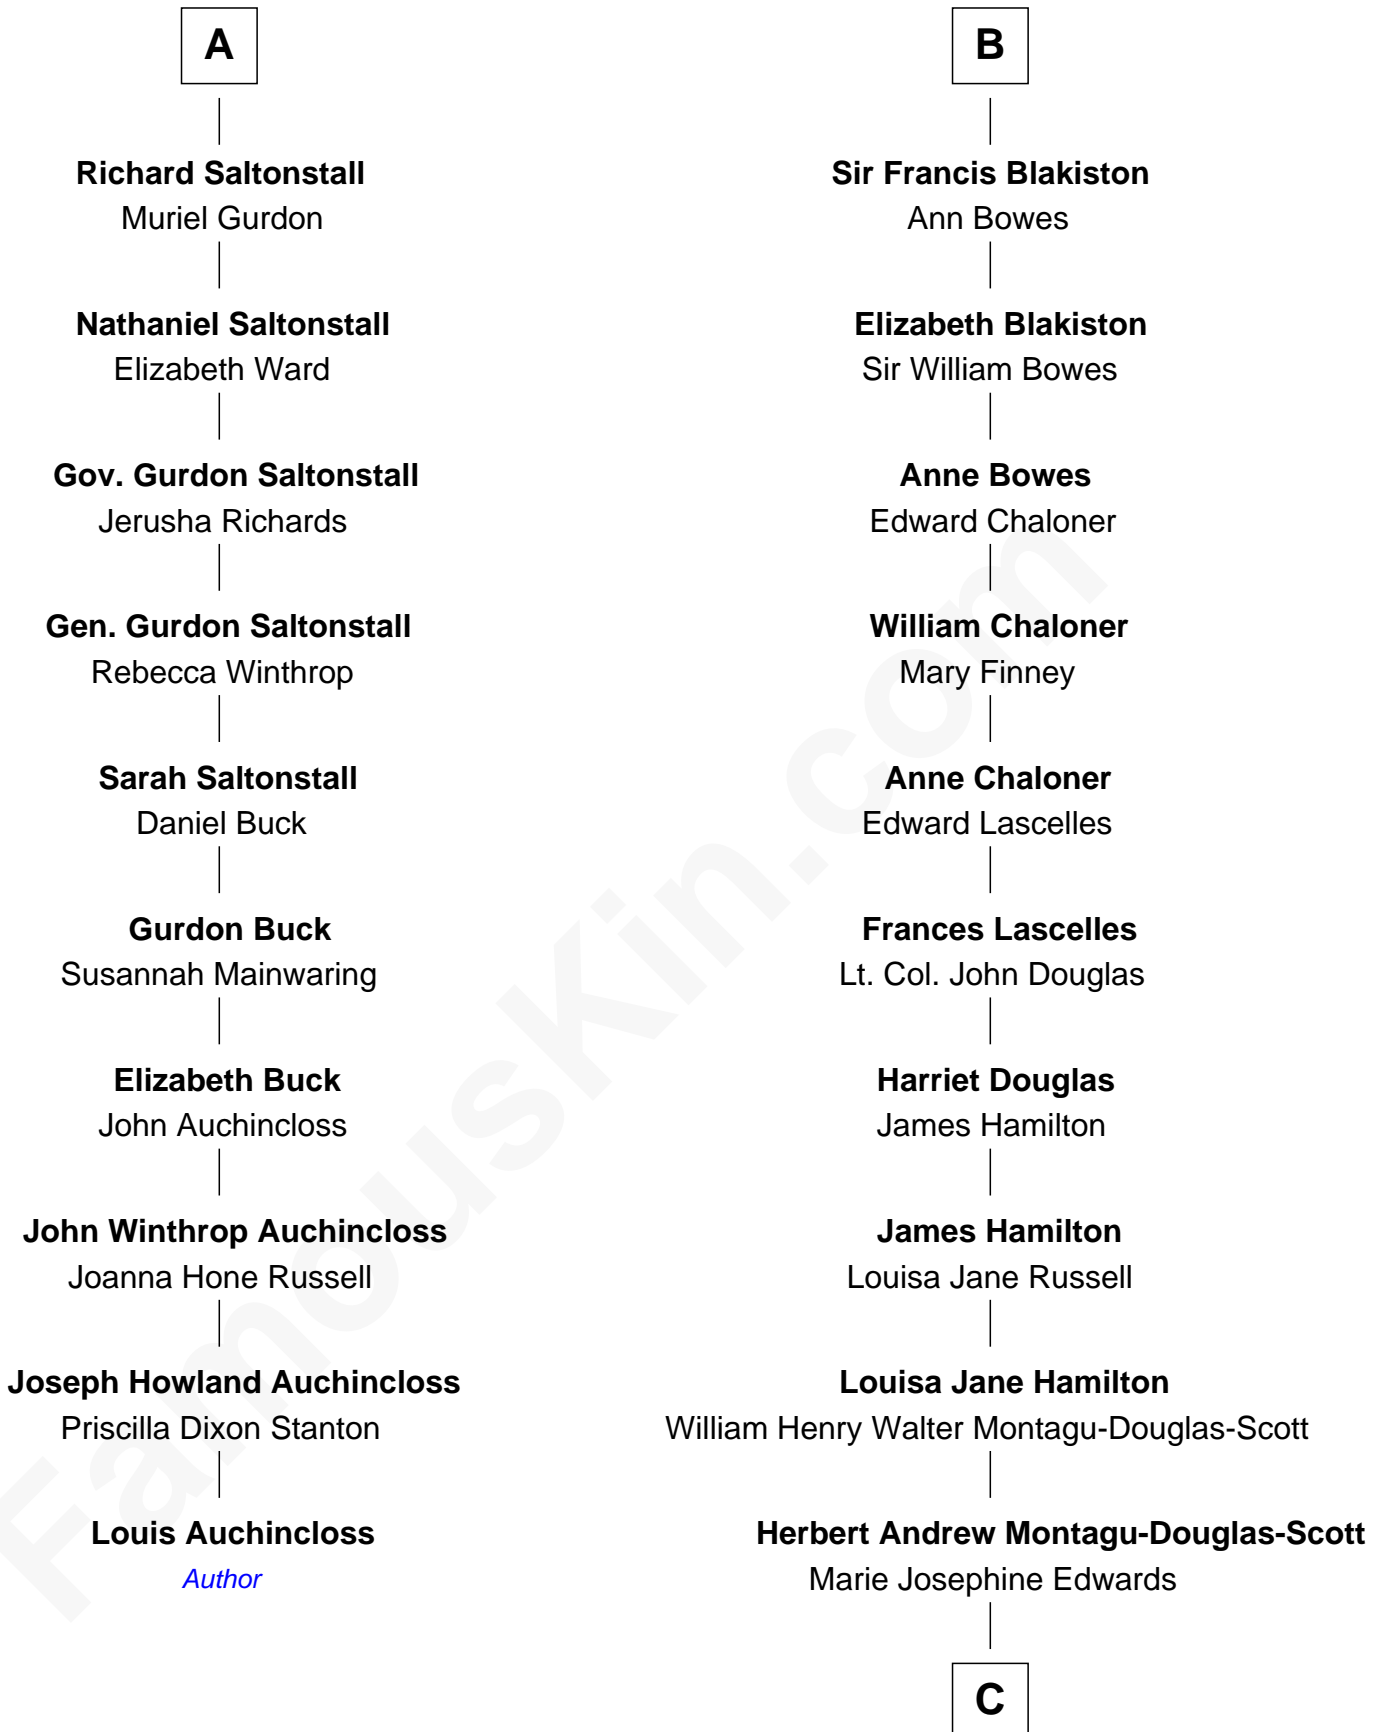 A
Richard Saltonstall
Muriel Gurdon
Nathaniel Saltonstall
Elizabeth Ward
Gov. Gurdon Saltonstall
Jerusha Richards
Gen. Gurdon Saltonstall
Rebecca Winthrop
Sarah Saltonstall
Daniel Buck
Gurdon Buck
Susannah Mainwaring
Elizabeth Buck
John Auchincloss
John Winthrop Auchincloss
Joanna Hone Russell
Joseph Howland Auchincloss
Priscilla Dixon Stanton
Louis Auchincloss
Author
B
Sir Francis Blakiston
Ann Bowes
Elizabeth Blakiston
Sir William Bowes
Anne Bowes
Edward Chaloner
William Chaloner
Mary Finney
Anne Chaloner
Edward Lascelles
Frances Lascelles
Lt. Col. John Douglas
Harriet Douglas
James Hamilton
James Hamilton
Louisa Jane Russell
Louisa Jane Hamilton
William Henry Walter Montagu-Douglas-Scott
Herbert Andrew Montagu-Douglas-Scott
Marie Josephine Edwards
C
FamousKin.com